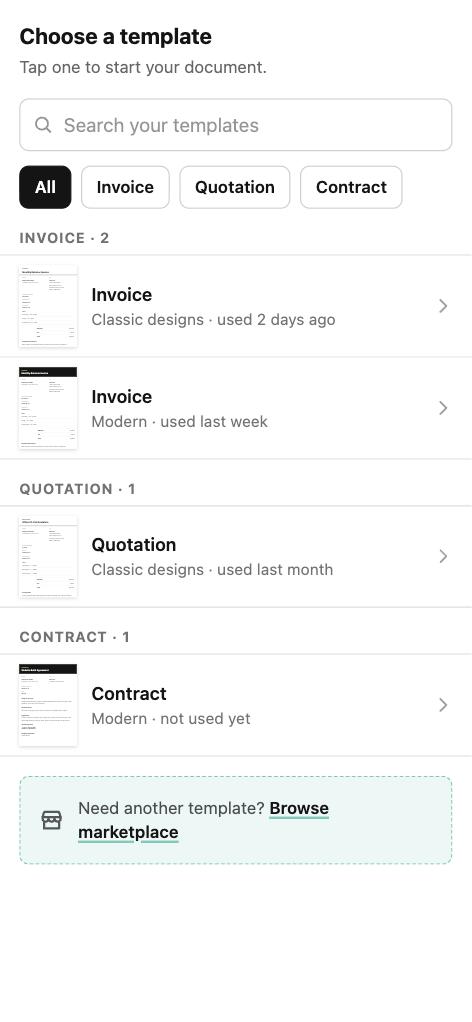 Choose a template
Tap one to start your document.
Search your templates
All
Invoice
Quotation
Contract
INVOICE · 2
Invoice
Classic designs · used 2 days ago
Invoice
Modern · used last week
QUOTATION · 1
Quotation
Classic designs · used last month
CONTRACT · 1
Contract
Modern · not used yet
Need another template? Browse
marketplace